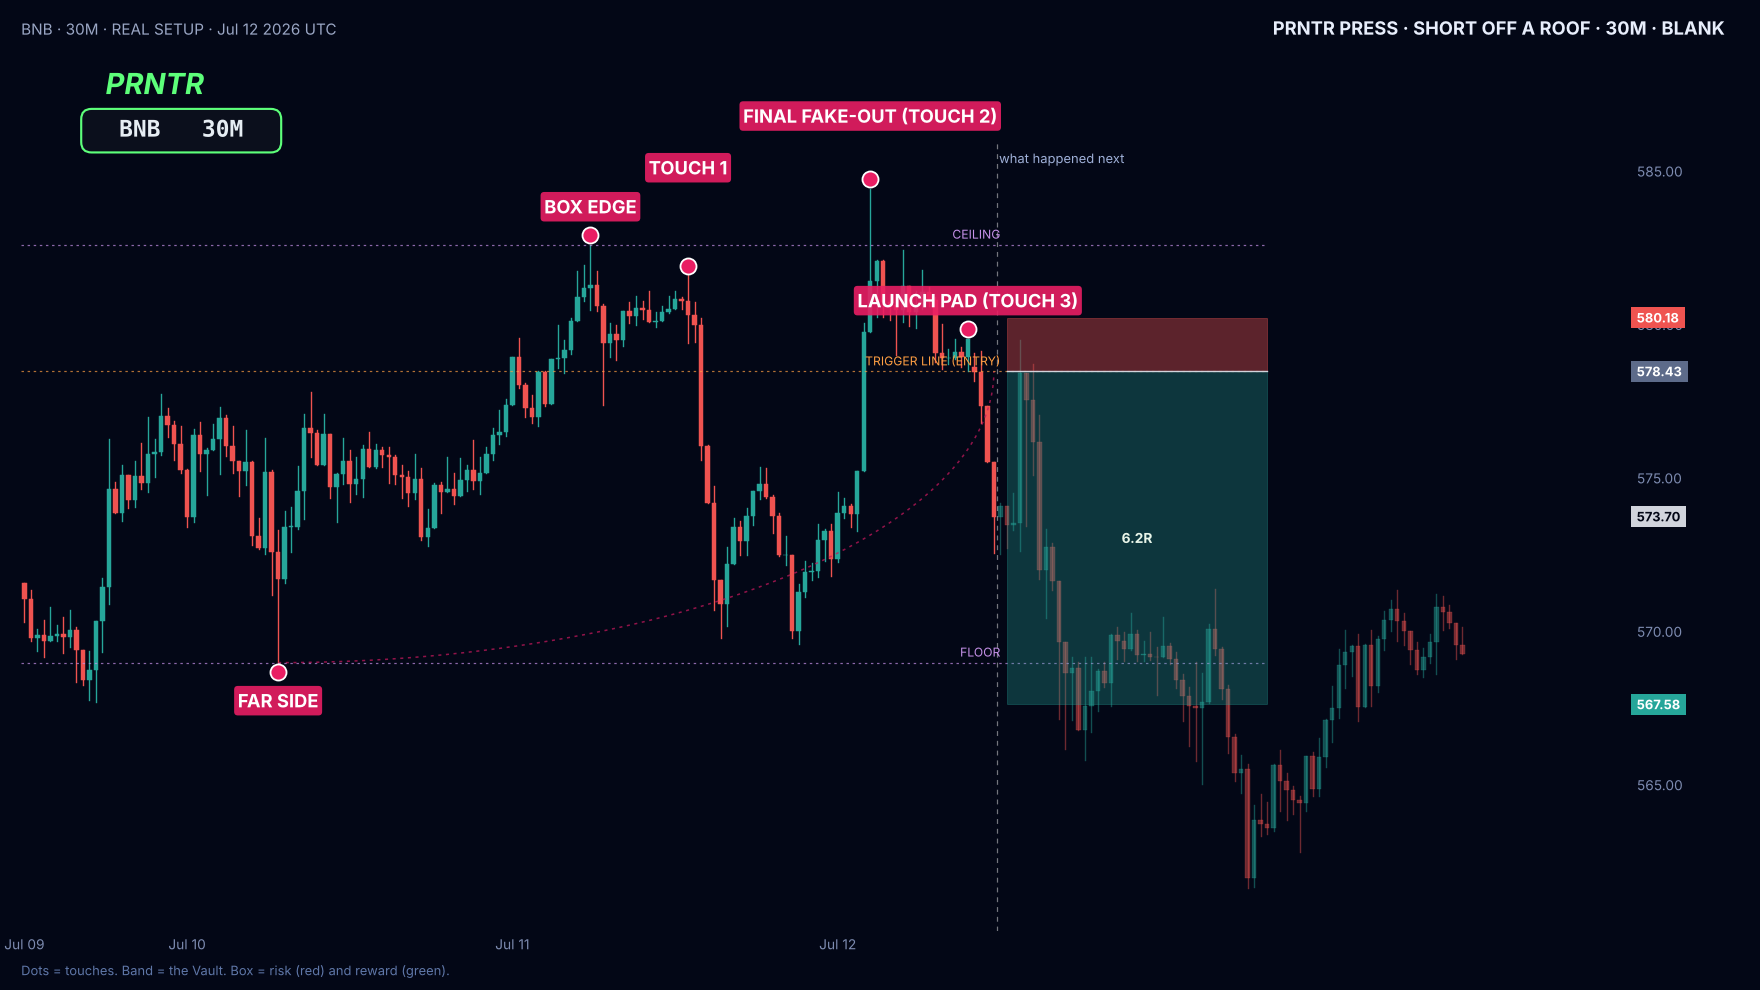 BNB · 30M · REAL SETUP · Jul 12 2026 UTC
PRNTR PRESS · SHORT OFF A ROOF · 30M · BLANK
PRNTR
BNB 30M
FINAL FAKE-OUT (TOUCH 2)
what happened next
TOUCH 1
585.00
BOX EDGE
CEILING
LAUNCH PAD (TOUCH 3)
580.18
TRIGGER LINE (ENTRY)
578.43
575.00
573.70
6.2R
570.00
FLOOR
FAR SIDE
567.58
565.00
Jul 09
Jul 10
Jul 11
Jul 12
Dots = touches. Band = the Vault. Box = risk (red) and reward (green).